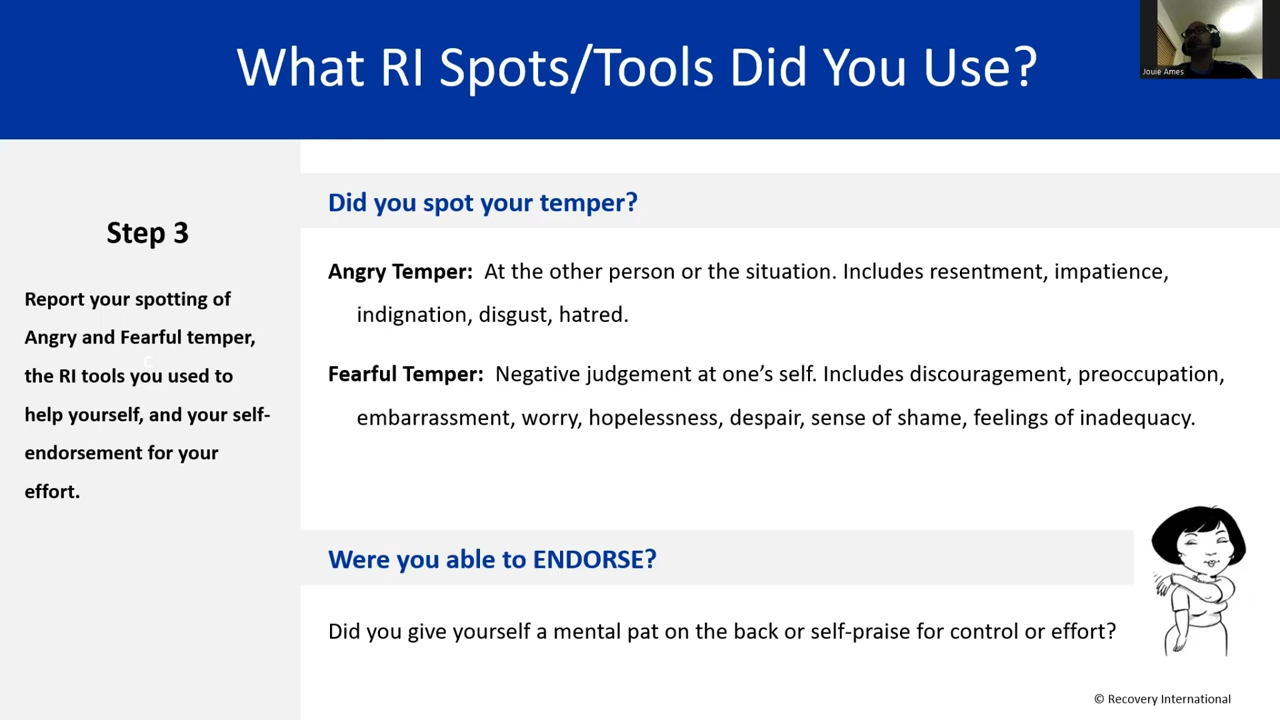 What RI Spots/Tools Did You Use?
Jouie Ames
Step 3
Report your spotting of
Angry and Fearful temper,
the RI tools you used to
help yourself, and your self-
endorsement for your
effort.
Did you spot your temper?
Angry Temper: At the other person or the situation. Includes resentment, impatience,
indignation, disgust, hatred.
Fearful Temper: Negative judgement at one’s self. Includes discouragement, preoccupation,
embarrassment, worry, hopelessness, despair, sense of shame, feelings of inadequacy.
Were you able to ENDORSE?
Did you give yourself a mental pat on the back or self-praise for control or effort?
© Recovery International